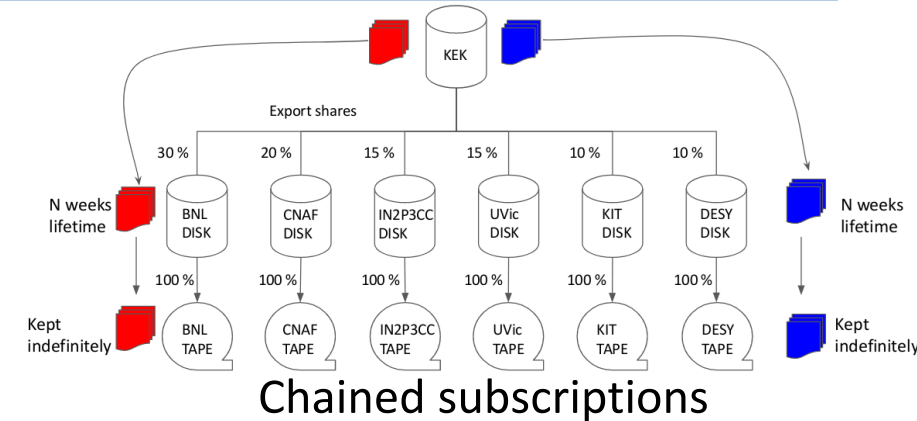 KEK
Export shares
30 %
20 %
15 %
15 %
10 %
10 %
N weeks
lifetime
BNL
DISK
CNAF
DISK
IN2P3CC
DISK
UVic
DISK
KIT
DISK
DESY
DISK
N weeks
lifetime
100 %
100 %
100 %
100 %
100 %
100 %
Kept
indefinitely
BNL
TAPE
CNAF
TAPE
IN2P3CC
TAPE
UVic
TAPE
KIT
TAPE
DESY
TAPE
Kept
indefinitely
Chained subscriptions